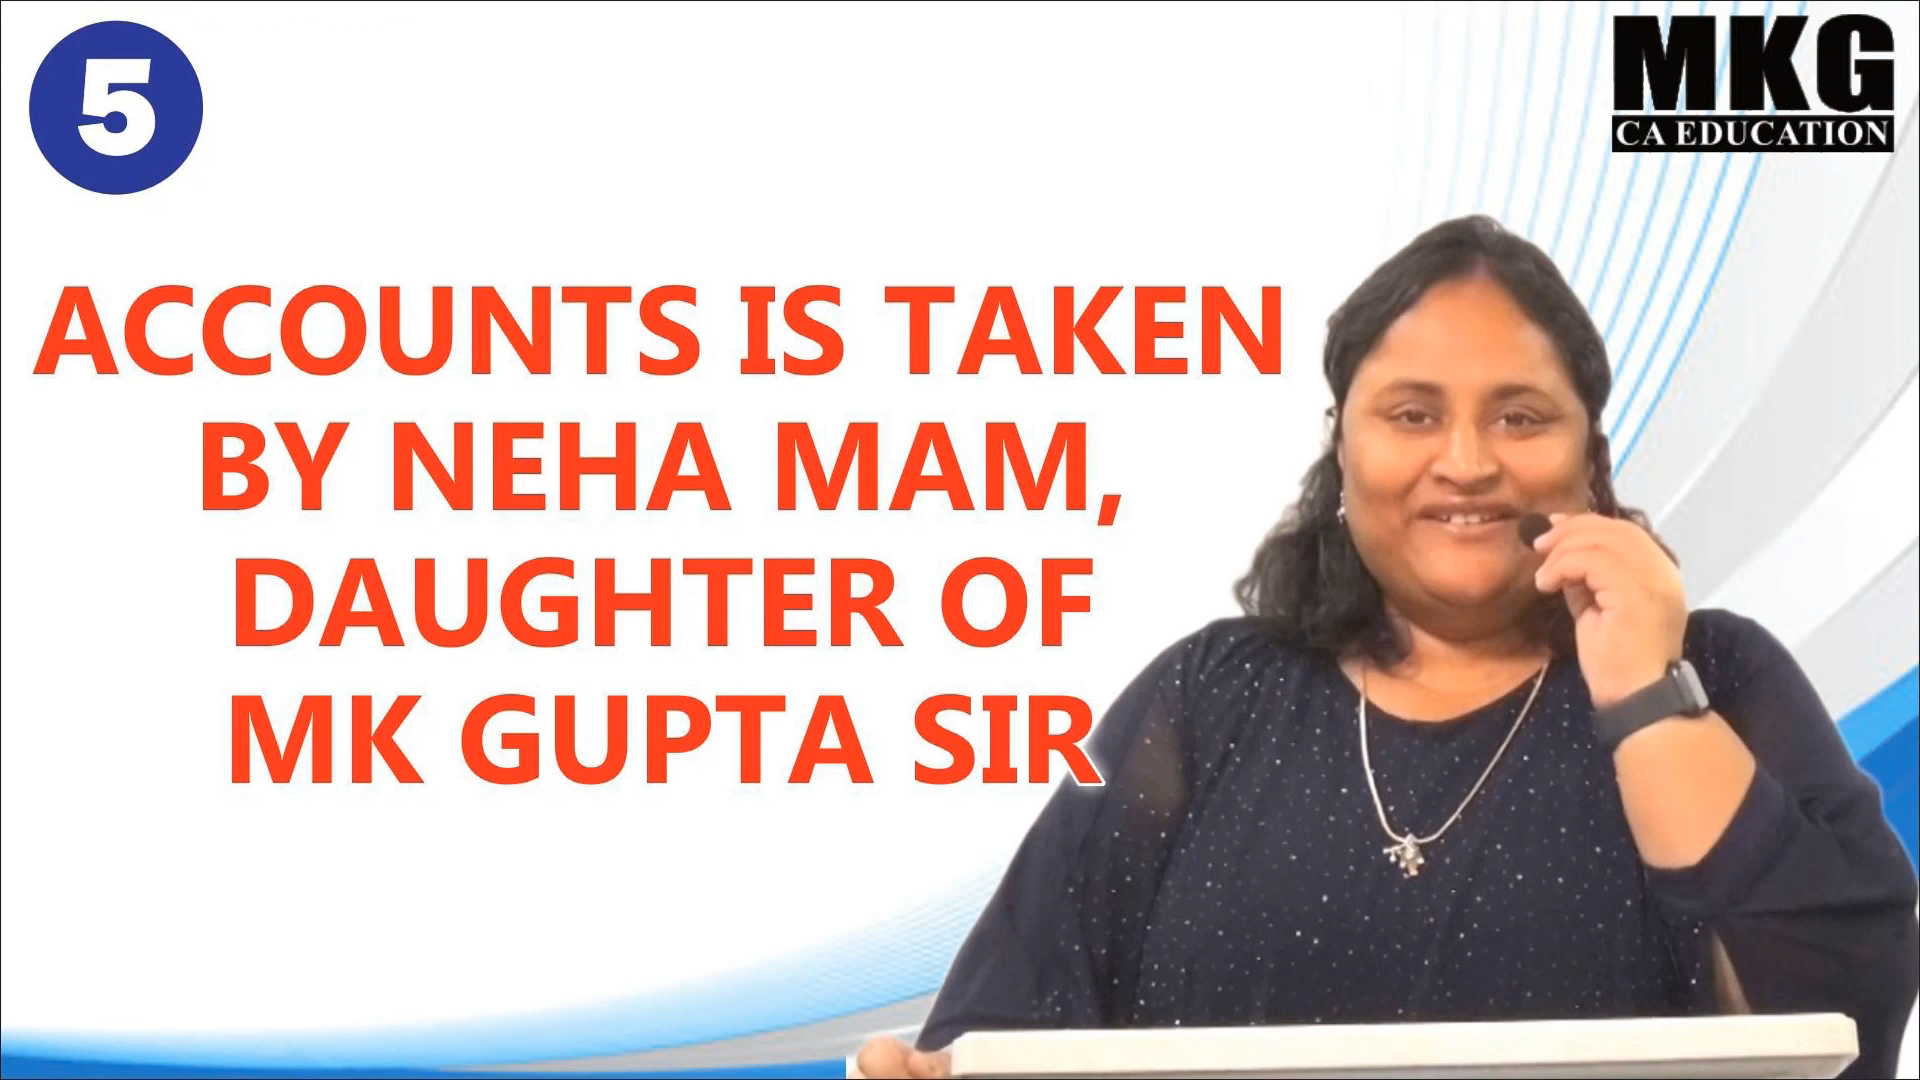 5
MKG
CA EDUCATION
ACCOUNTS IS TAKEN
BY NEHA MAM,
DAUGHTER OF
MK GUPTA SIR